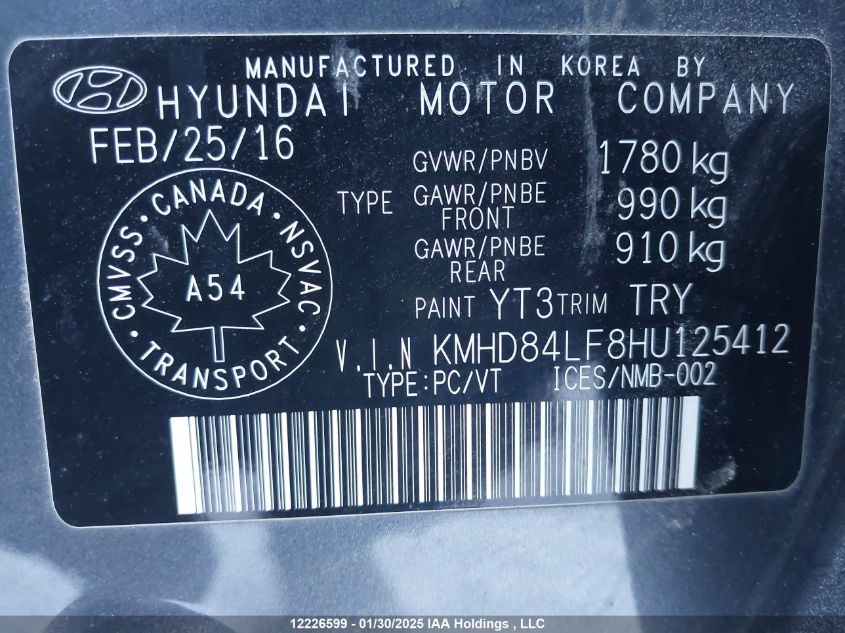 MANUFACTURED IN KOREA BY
HYUNDAI MOTOR COMPANY
FEB/25/16
GVWR/PNBV 1780 kg
TYPE GAWR/PNBE FRONT 990 kg
GAWR/PNBE REAR 910 kg
PAINT YT3 TRIM TRY
CMVSS · CANADA · NSVAC · TRANSPORT ·
A54
V.I.N KMHD84LF8HU125412
TYPE:PC/VT ICES/NMB-002
12226599 - 01/30/2025 IAA Holdings , LLC